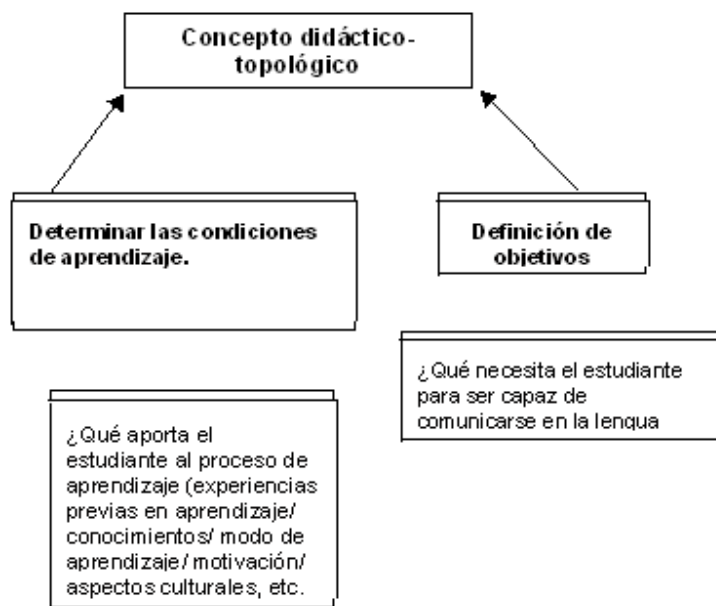 Concepto didáctico-
topológico
Determinar las condiciones
de aprendizaje.
Definición de
objetivos
¿Qué necesita el estudiante
para ser capaz de
comunicarse en la lengua
¿Qué aporta el
estudiante al proceso de
aprendizaje (experiencias
previas en aprendizaje/
conocimientos/ modo de
aprendizaje/ motivación/
aspectos culturales, etc.